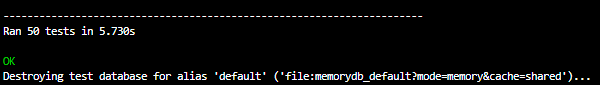 ----------------------------------------------------------------------
Ran 50 tests in 5.730s
OK
Destroying test database for alias 'default' ('file:memorydb_default?mode=memory&cache=shared')...